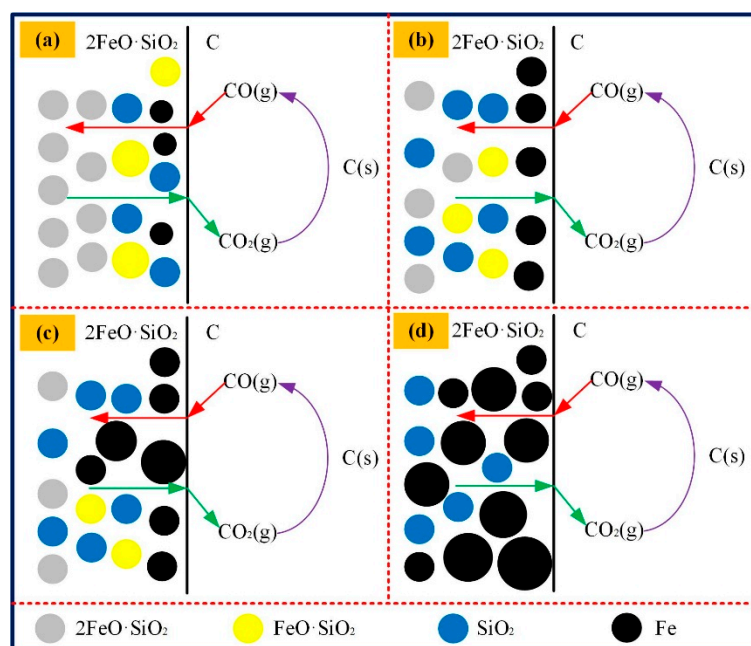 (a) 2FeO·SiO₂ C
CO(g)
C(s)
CO₂(g)
(b) 2FeO·SiO₂ C
CO(g)
C(s)
CO₂(g)
(c) 2FeO·SiO₂ C
CO(g)
C(s)
CO₂(g)
(d) 2FeO·SiO₂ C
CO(g)
C(s)
CO₂(g)
2FeO·SiO₂ FeO·SiO₂ SiO₂ Fe